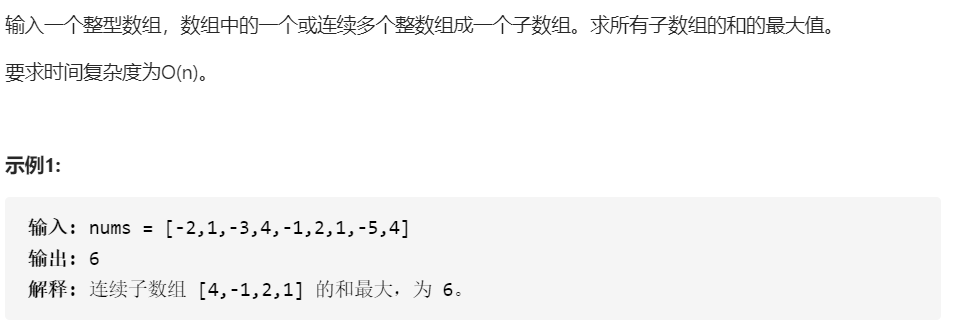 输入一个整型数组，数组中的一个或连续多个整数组成一个子数组。求所有子数组的和的最大值。
要求时间复杂度为O(n)。
示例1:
输入: nums = [-2,1,-3,4,-1,2,1,-5,4]
输出: 6
解释: 连续子数组 [4,-1,2,1] 的和最大，为 6。